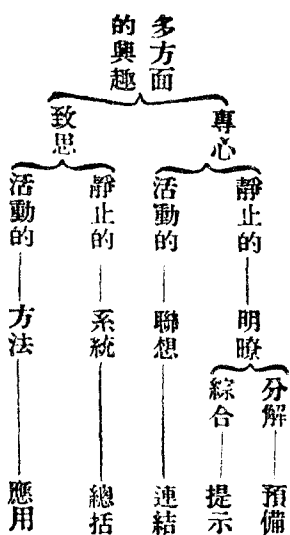 多方面
的興趣
專心
致思
靜止的
活動的
靜止的
活動的
明瞭
聯想
系統
方法
分解
綜合
預備
提示
連結
總括
應用